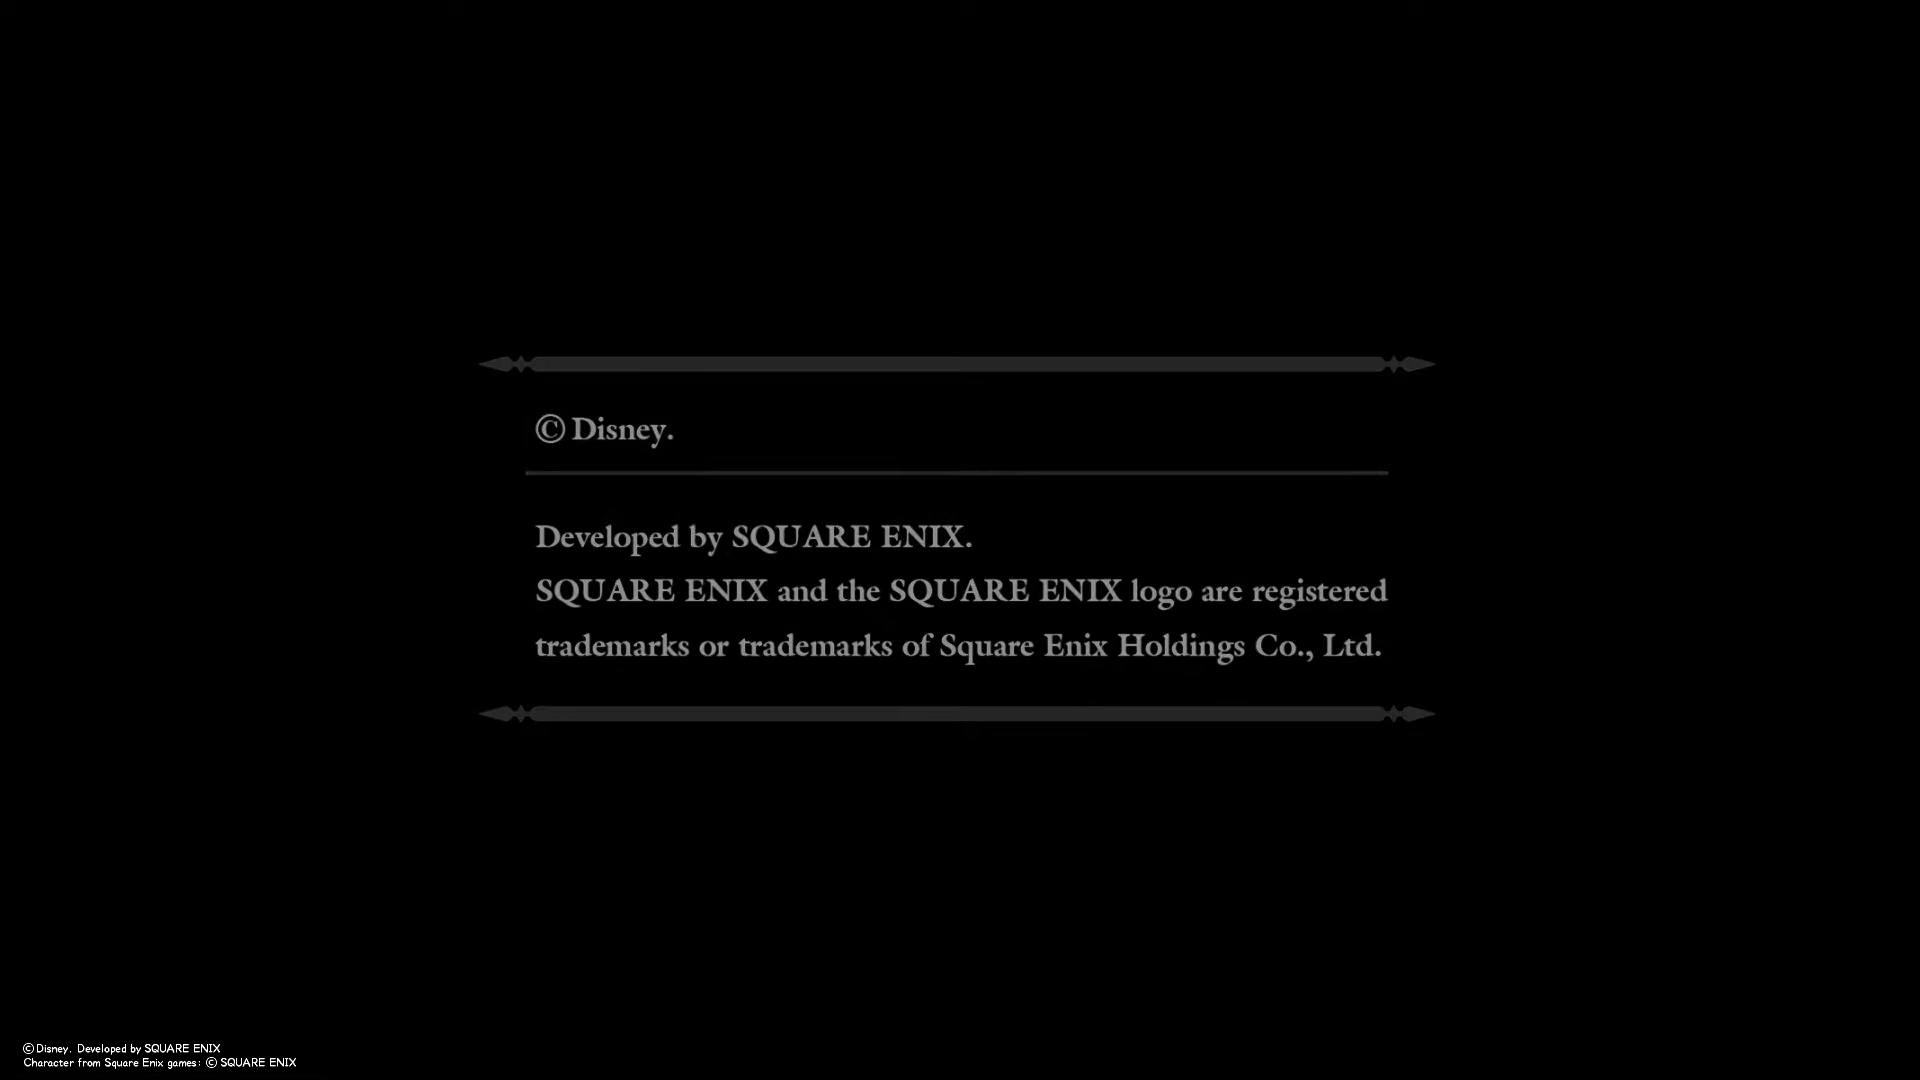 © Disney.
Developed by SQUARE ENIX.
SQUARE ENIX and the SQUARE ENIX logo are registered
trademarks or trademarks of Square Enix Holdings Co., Ltd.
© Disney. Developed by SQUARE ENIX
Character from Square Enix games: © SQUARE ENIX